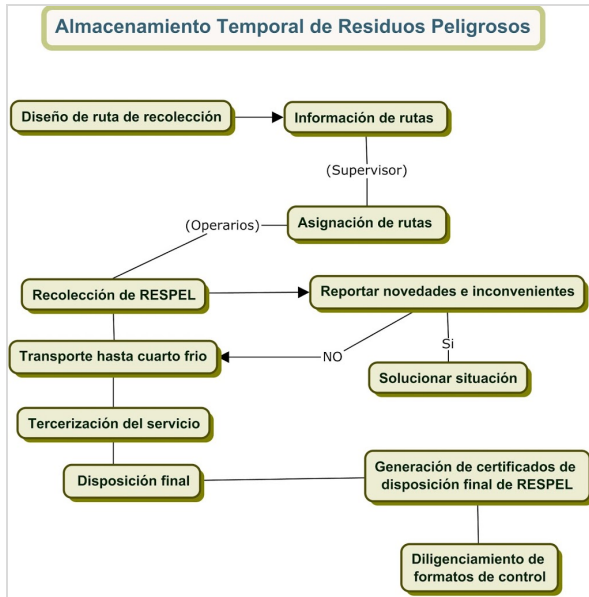 Almacenamiento Temporal de Residuos Peligrosos
Diseño de ruta de recolección
Información de rutas
(Supervisor)
(Operarios)
Asignación de rutas
Recolección de RESPEL
Reportar novedades e inconvenientes
Si
Transporte hasta cuarto frio
NO
Solucionar situación
Tercerización del servicio
Disposición final
Generación de certificados de
disposición final de RESPEL
Diligenciamiento de
formatos de control